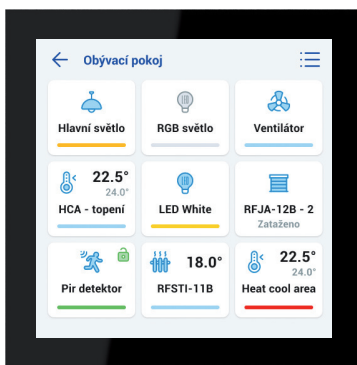 Obývací pokoj
Hlavní světlo
RGB světlo
Ventilátor
22.5°
24.0°
HCA - topení
LED White
RFJA-12B - 2
Zataženo
Pir detektor
18.0°
RFSTI-11B
22.5°
24.0°
Heat cool area